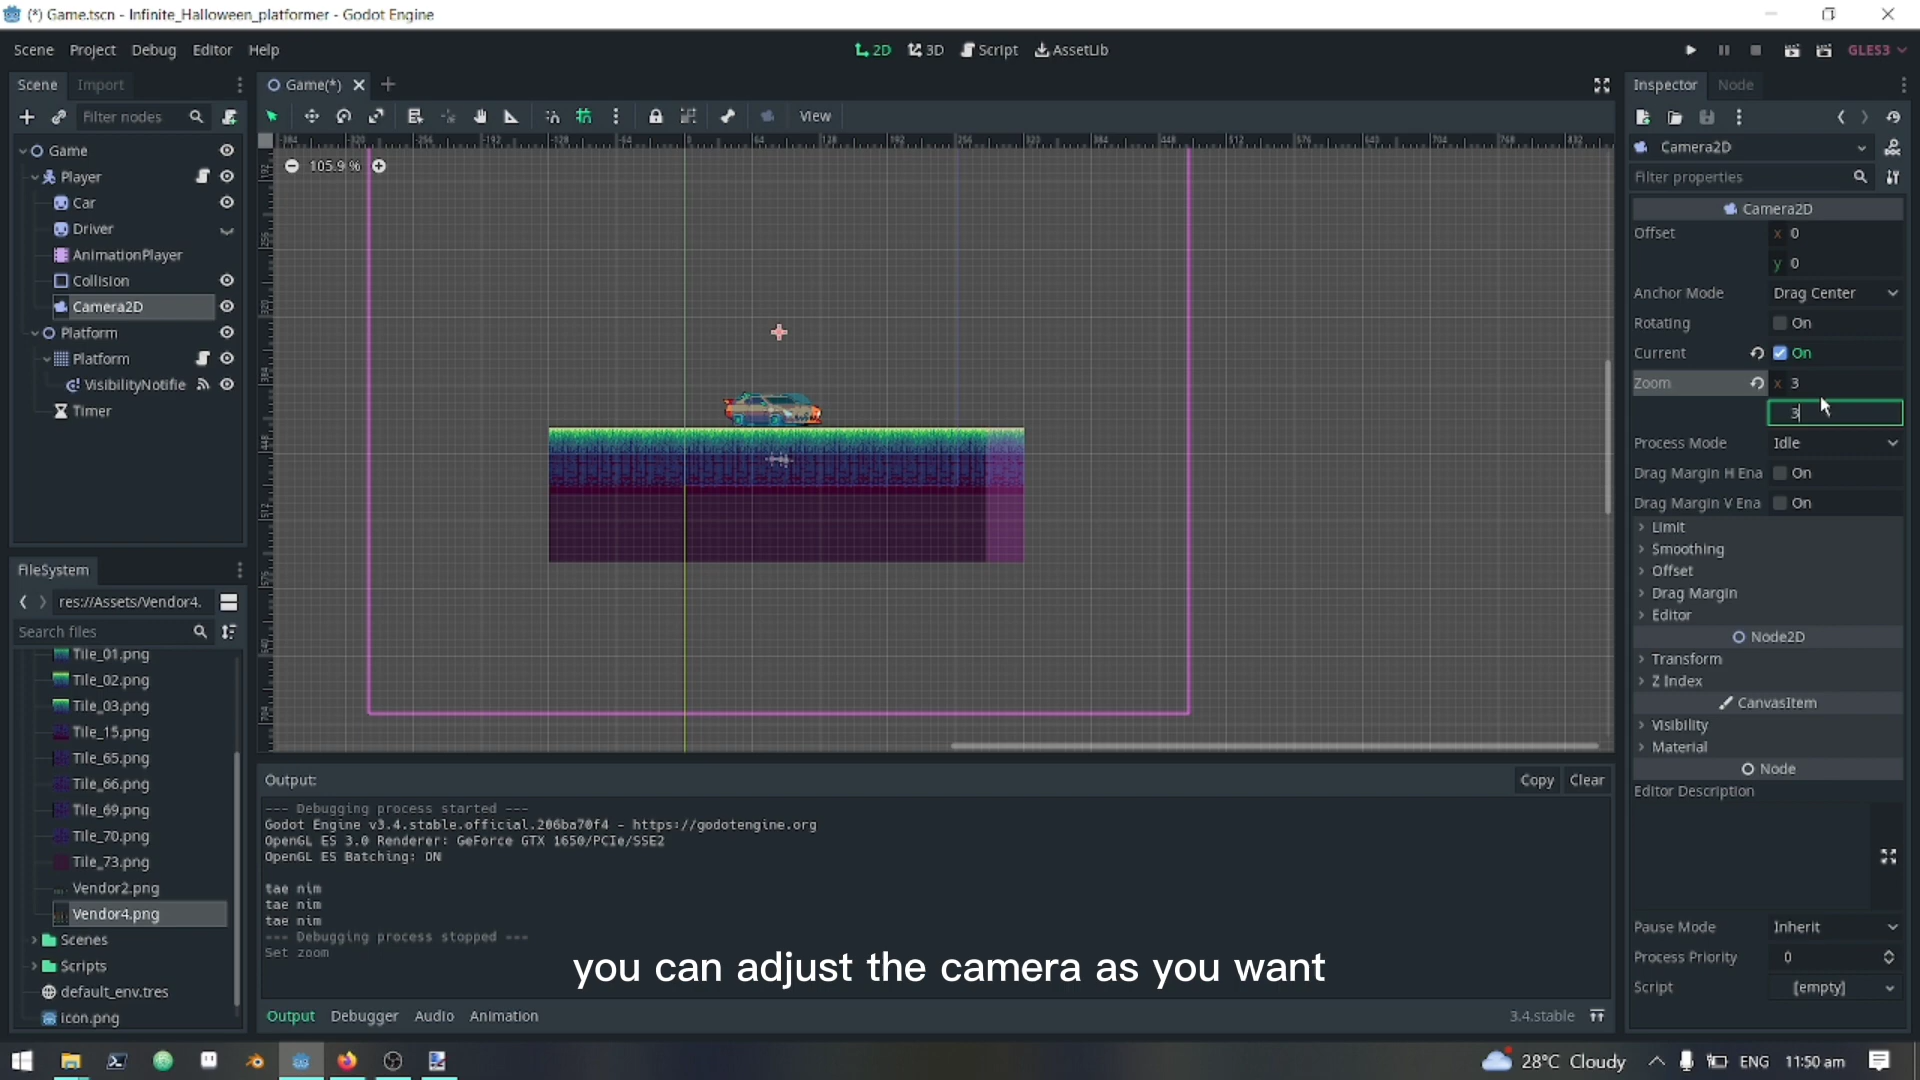 (*) Game.tscn - Infinite_Halloween_platformer - Godot Engine
Scene Project Debug Editor Help
2D 3D Script AssetLib
GLES3
Scene Import
Game(*)
Inspector Node
Filter nodes
View
Camera2D
Filter properties
105.9 %
Game
Player
Car
Driver
AnimationPlayer
Collision
Camera2D
Platform
Platform
VisibilityNotifie
Timer
Camera2D
Offset x 0
y 0
Anchor Mode Drag Center
Rotating On
Current On
Zoom x 3
3
Process Mode Idle
Drag Margin H Ena On
Drag Margin V Ena On
Limit
Smoothing
Offset
Drag Margin
Editor
Node2D
Transform
Z Index
CanvasItem
Visibility
Material
Node
Editor Description
Pause Mode Inherit
Process Priority 0
Script [empty]
FileSystem
res://Assets/Vendor4.
Search files
Tile_01.png
Tile_02.png
Tile_03.png
Tile_15.png
Tile_65.png
Tile_66.png
Tile_69.png
Tile_70.png
Tile_73.png
Vendor2.png
Vendor4.png
Scenes
Scripts
default_env.tres
icon.png
Output:
Copy Clear
--- Debugging process started ---
Godot Engine v3.4.stable.official.206ba70f4 - https://godotengine.org
OpenGL ES 3.0 Renderer: GeForce GTX 1650/PCIe/SSE2
OpenGL ES Batching: ON
tae nim
tae nim
tae nim
--- Debugging process stopped ---
Set zoom
you can adjust the camera as you want
Output Debugger Audio Animation
3.4.stable
28°C Cloudy
ENG 11:50 am